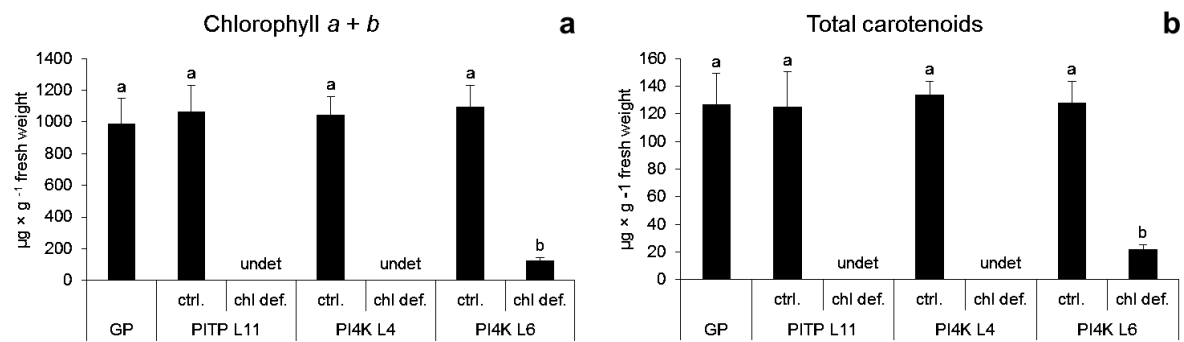 Chlorophyll a + b
a
µg × g -1 fresh weight
1400
1200
1000
800
600
400
200
0
a
a
undet
a
undet
a
b
ctrl.
chl def.
ctrl.
chl def.
ctrl.
chl def.
GP
PITP L11
PI4K L4
PI4K L6
Total carotenoids
b
µg × g -1 fresh weight
160
140
120
100
80
60
40
20
0
a
a
undet
a
undet
a
b
ctrl.
chl def.
ctrl.
chl def.
ctrl.
chl def.
GP
PITP L11
PI4K L4
PI4K L6